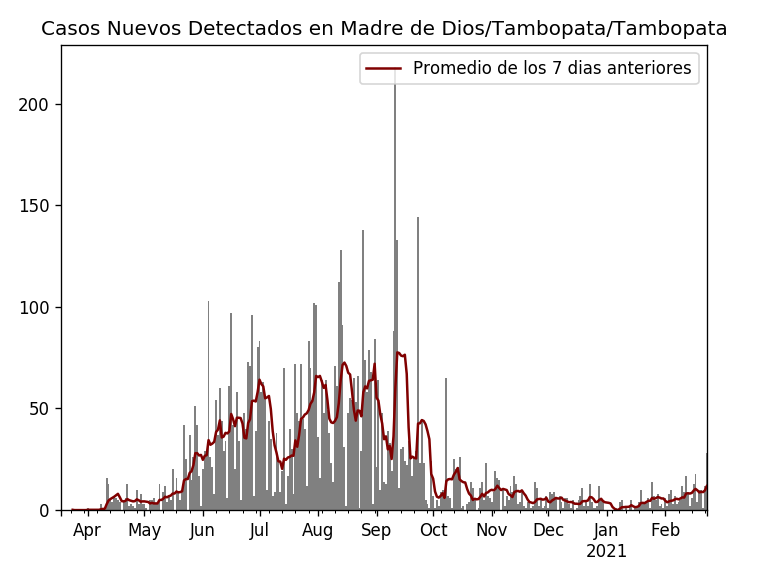 Casos Nuevos Detectados en Madre de Dios/Tambopata/Tambopata
Promedio de los 7 dias anteriores
200
150
100
50
0
Apr May Jun Jul Aug Sep Oct Nov Dec Jan Feb
2021